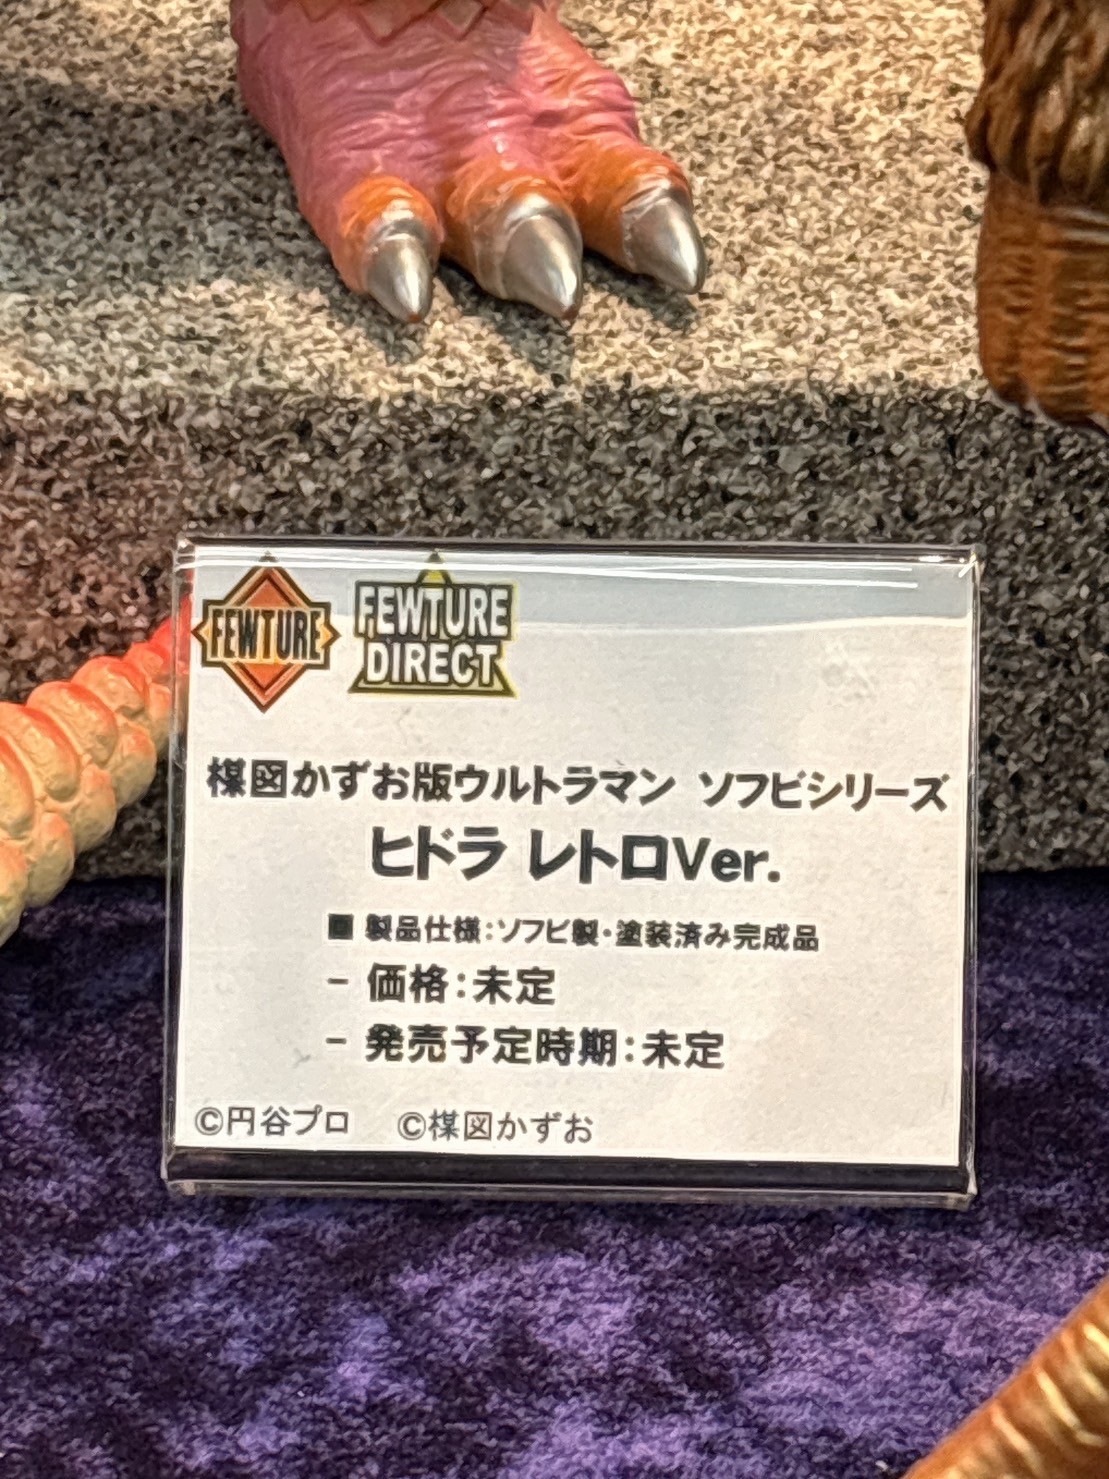 FEWTURE
FEWTURE
DIRECT
楳図かずお版ウルトラマン ソフビシリーズ
ヒドラ レトロVer.
■ 製品仕様：ソフビ製・塗装済み完成品
− 価格：未定
− 発売予定時期：未定
©円谷プロ ©楳図かずお